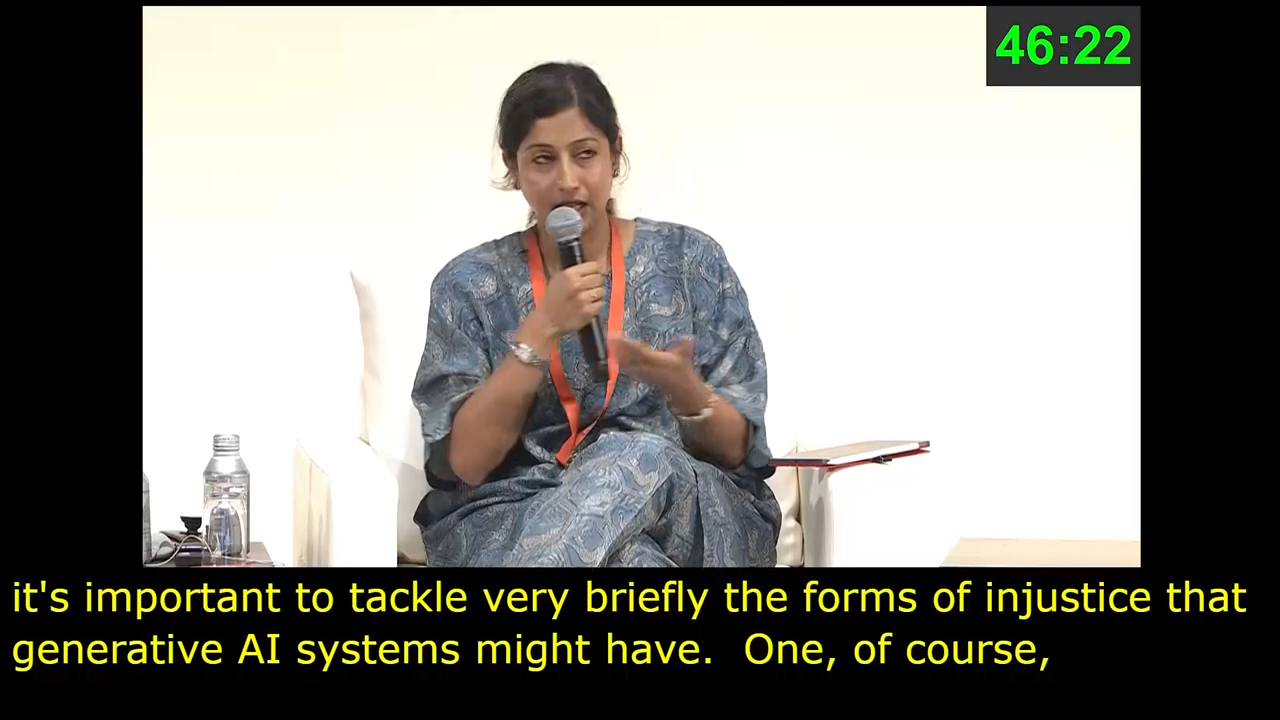 46:22
it's important to tackle very briefly the forms of injustice that
generative AI systems might have.  One, of course,